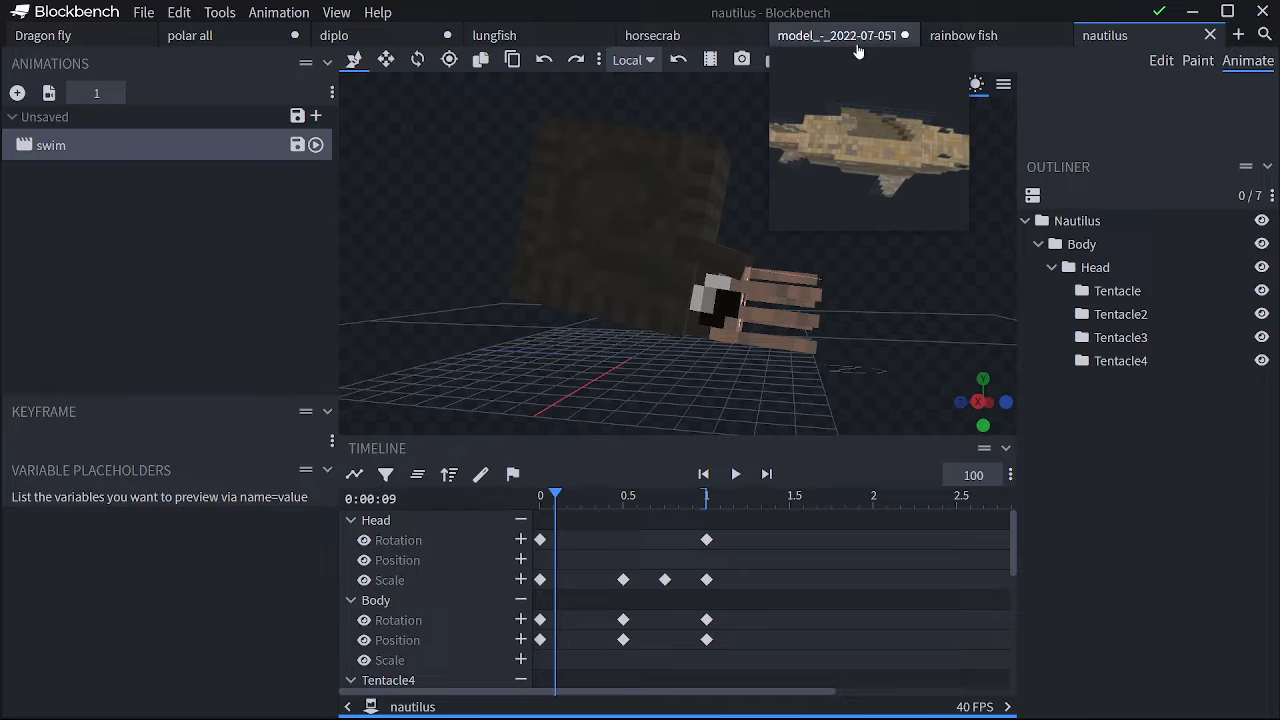 Blockbench File Edit Tools Animation View Help nautilus - Blockbench
Dragon fly polar all diplo lungfish horsecrab model_-_2022-07-05T rainbow fish nautilus
Local Edit Paint Animate
ANIMATIONS
1
Unsaved
swim
KEYFRAME
VARIABLE PLACEHOLDERS
List the variables you want to preview via name=value
Y
X
Z
OUTLINER
0 / 7
Nautilus
Body
Head
Tentacle
Tentacle2
Tentacle3
Tentacle4
TIMELINE
100
0:00:09 0 0.5 1 1.5 2 2.5
Head
Rotation
Position
Scale
Body
Rotation
Position
Scale
Tentacle4
nautilus 40 FPS